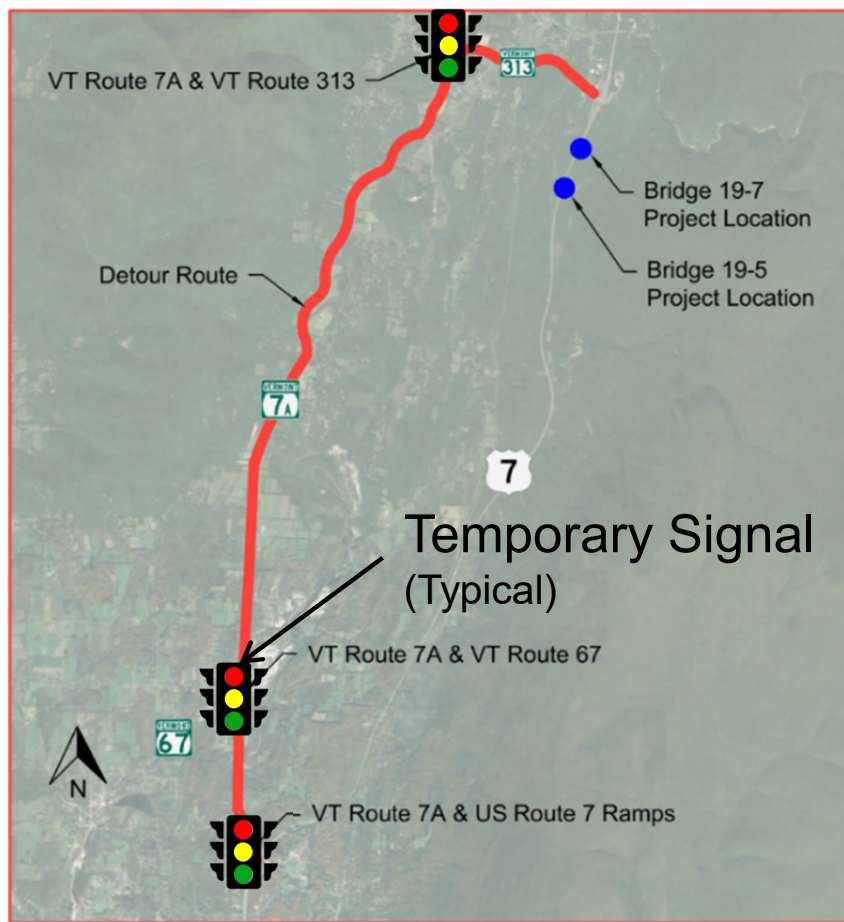 VERMONT
313
VT Route 7A & VT Route 313
Bridge 19-7
Project Location
Detour Route
Bridge 19-5
Project Location
VERMONT
7A
7
Temporary Signal
(Typical)
VT Route 7A & VT Route 67
VERMONT
67
N
VT Route 7A & US Route 7 Ramps